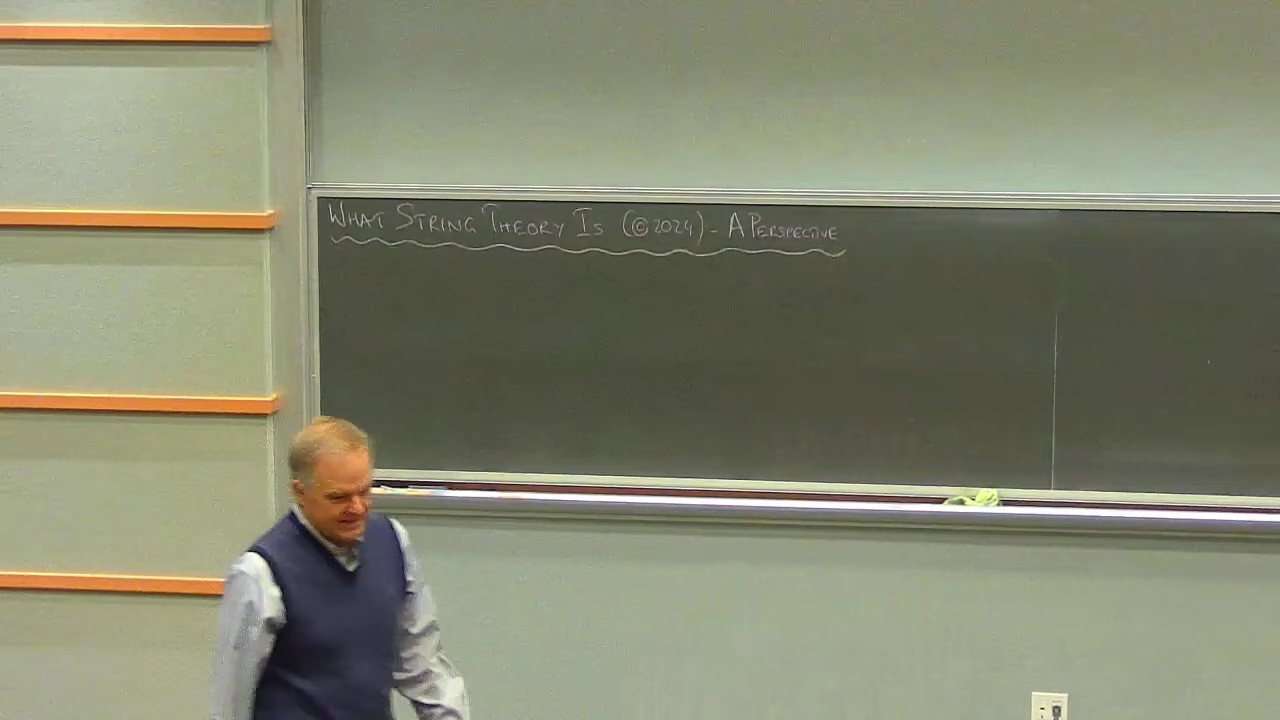 WHAT STRING THEORY IS (©2024) - A PERSPECTIVE